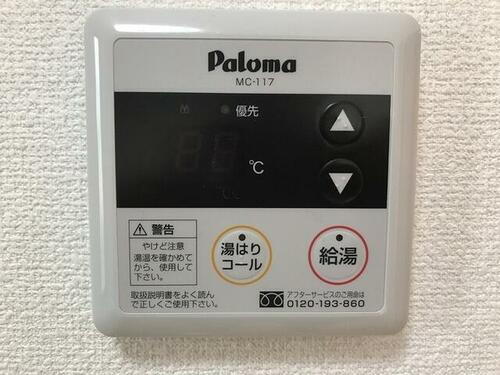 Paloma
MC-117
優先
℃
警告
やけど注意
湯温を確かめて
から、使用して
下さい。
取扱説明書をよく読ん
で正しくご使用下さい。
湯はり
コール
給湯
アフターサービスのご用命は
0120-193-860